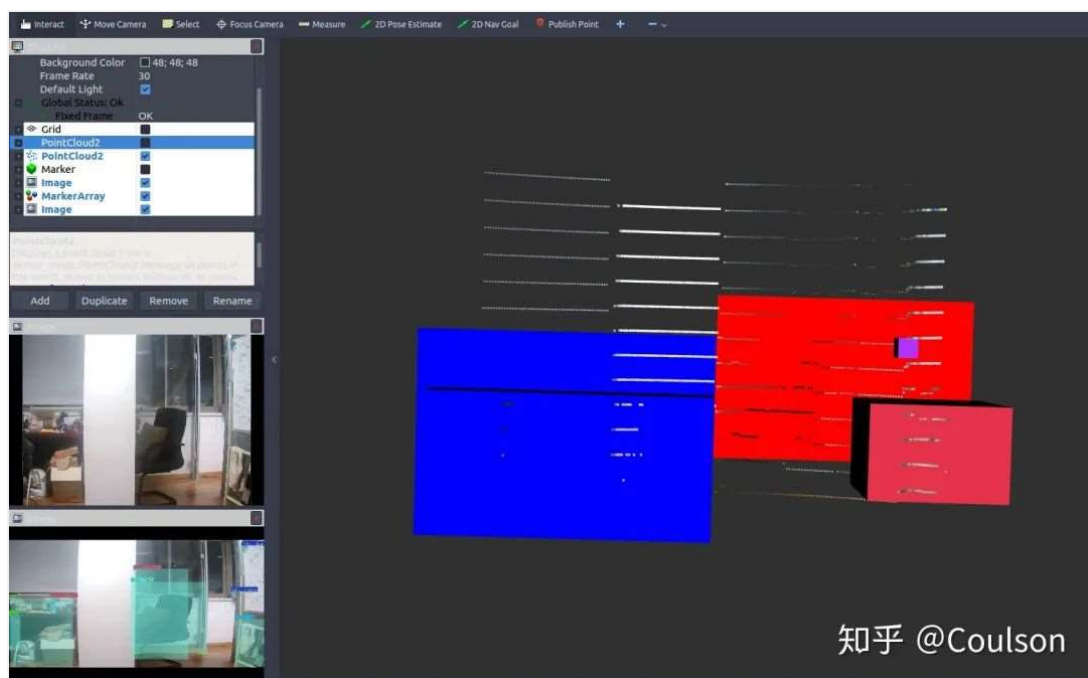 Interact Move Camera Select Focus Camera Measure 2D Pose Estimate 2D Nav Goal Publish Point
Background Color 48; 48; 48
Frame Rate 30
Default Light
Global Status: Ok
Fixed Frame OK
Grid
PointCloud2
PointCloud2
Marker
Image
MarkerArray
Image
PointCloud2
Add Duplicate Remove Rename
知乎 @Coulson